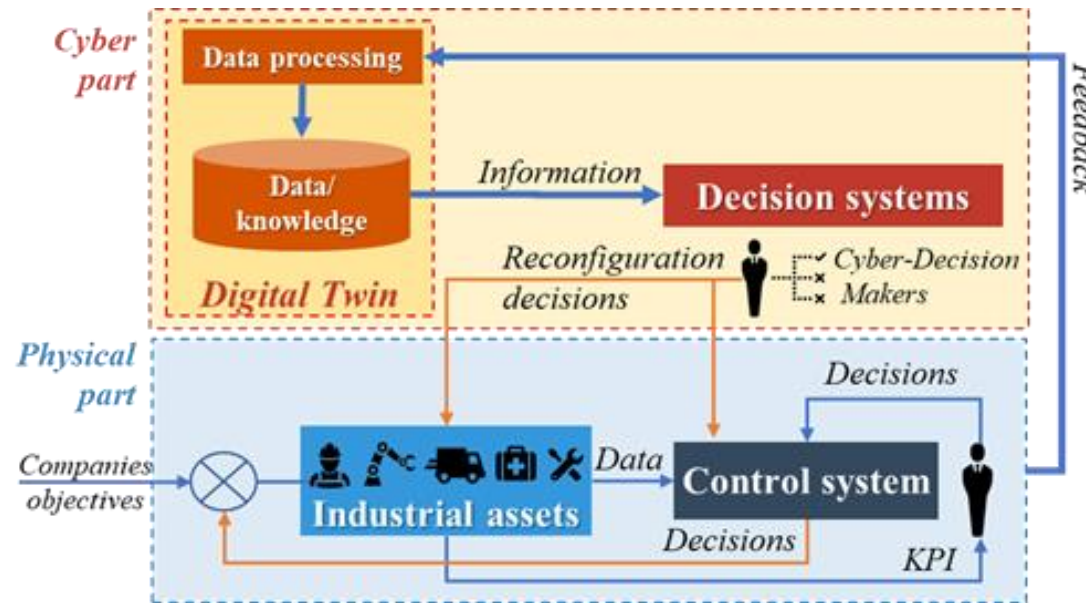 Cyber
part
Data processing
Data/
knowledge
Digital Twin
Information
Decision systems
Reconfiguration
decisions
Cyber-Decision
Makers
Feedback
Physical
part
Companies
objectives
Industrial assets
Data
Control system
Decisions
Decisions
KPI